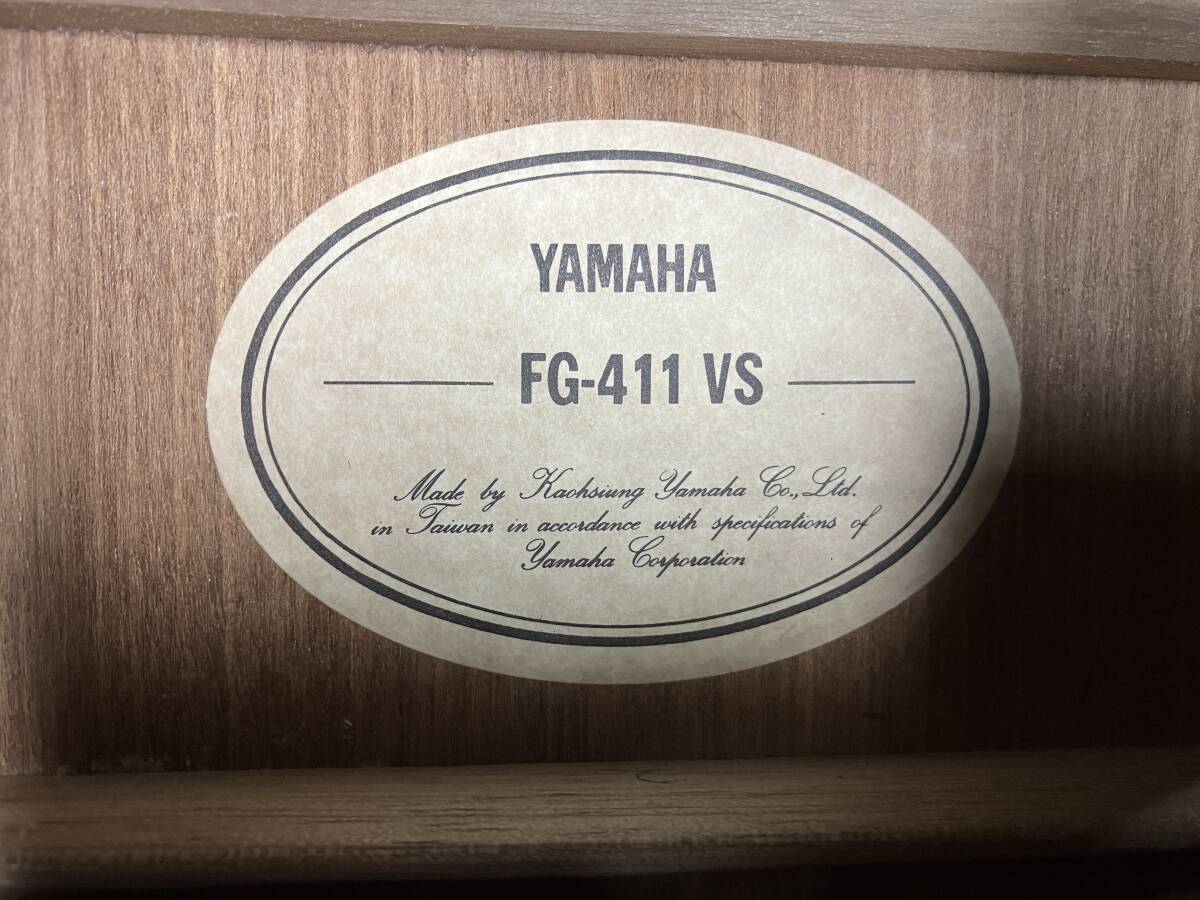 YAMAHA
FG-411 VS
Made by Kaohsiung Yamaha Co., Ltd.
in Taiwan in accordance with specifications of
Yamaha Corporation